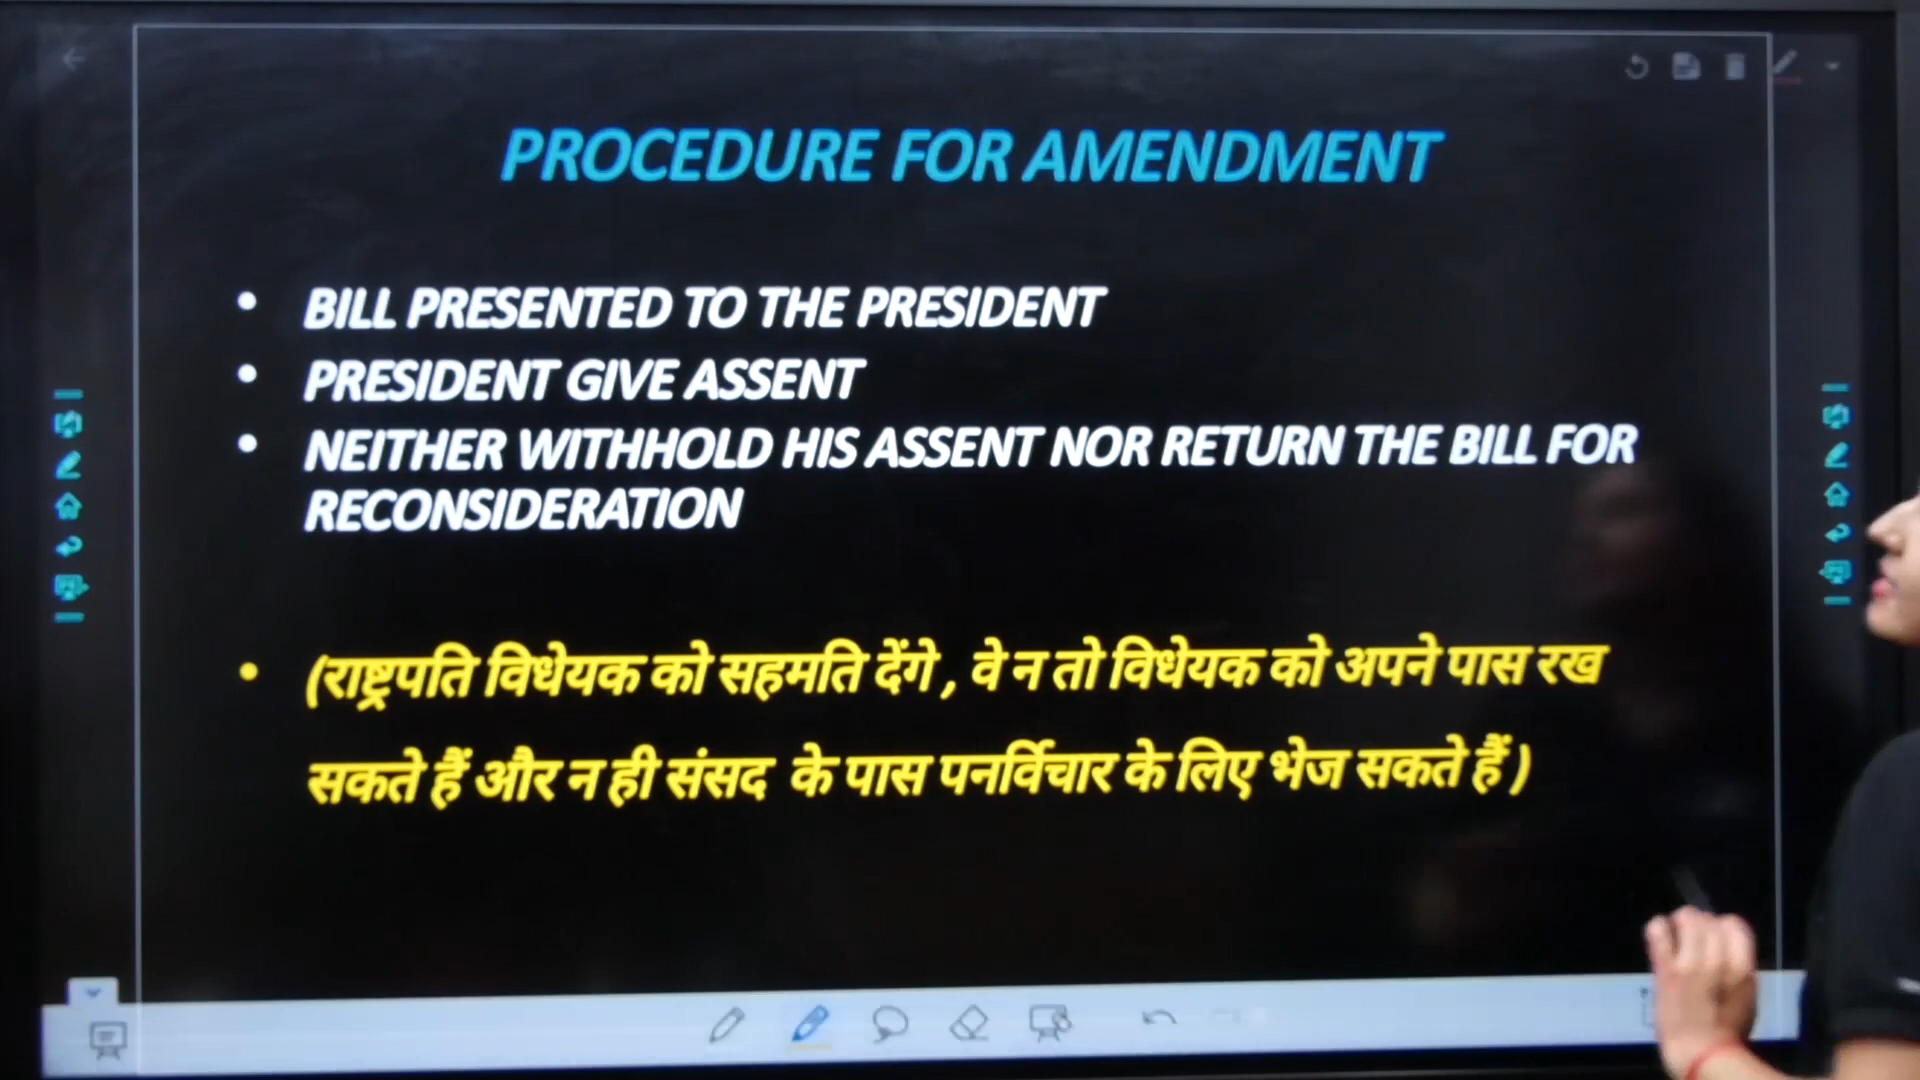 PROCEDURE FOR AMENDMENT
• BILL PRESENTED TO THE PRESIDENT
• PRESIDENT GIVE ASSENT
• NEITHER WITHHOLD HIS ASSENT NOR RETURN THE BILL FOR
RECONSIDERATION
• (राष्ट्रपति विधेयक को सहमति देंगे , वे न तो विधेयक को अपने पास रख
सकते हैं और न ही संसद के पास पनर्विचार के लिए भेज सकते हैं )